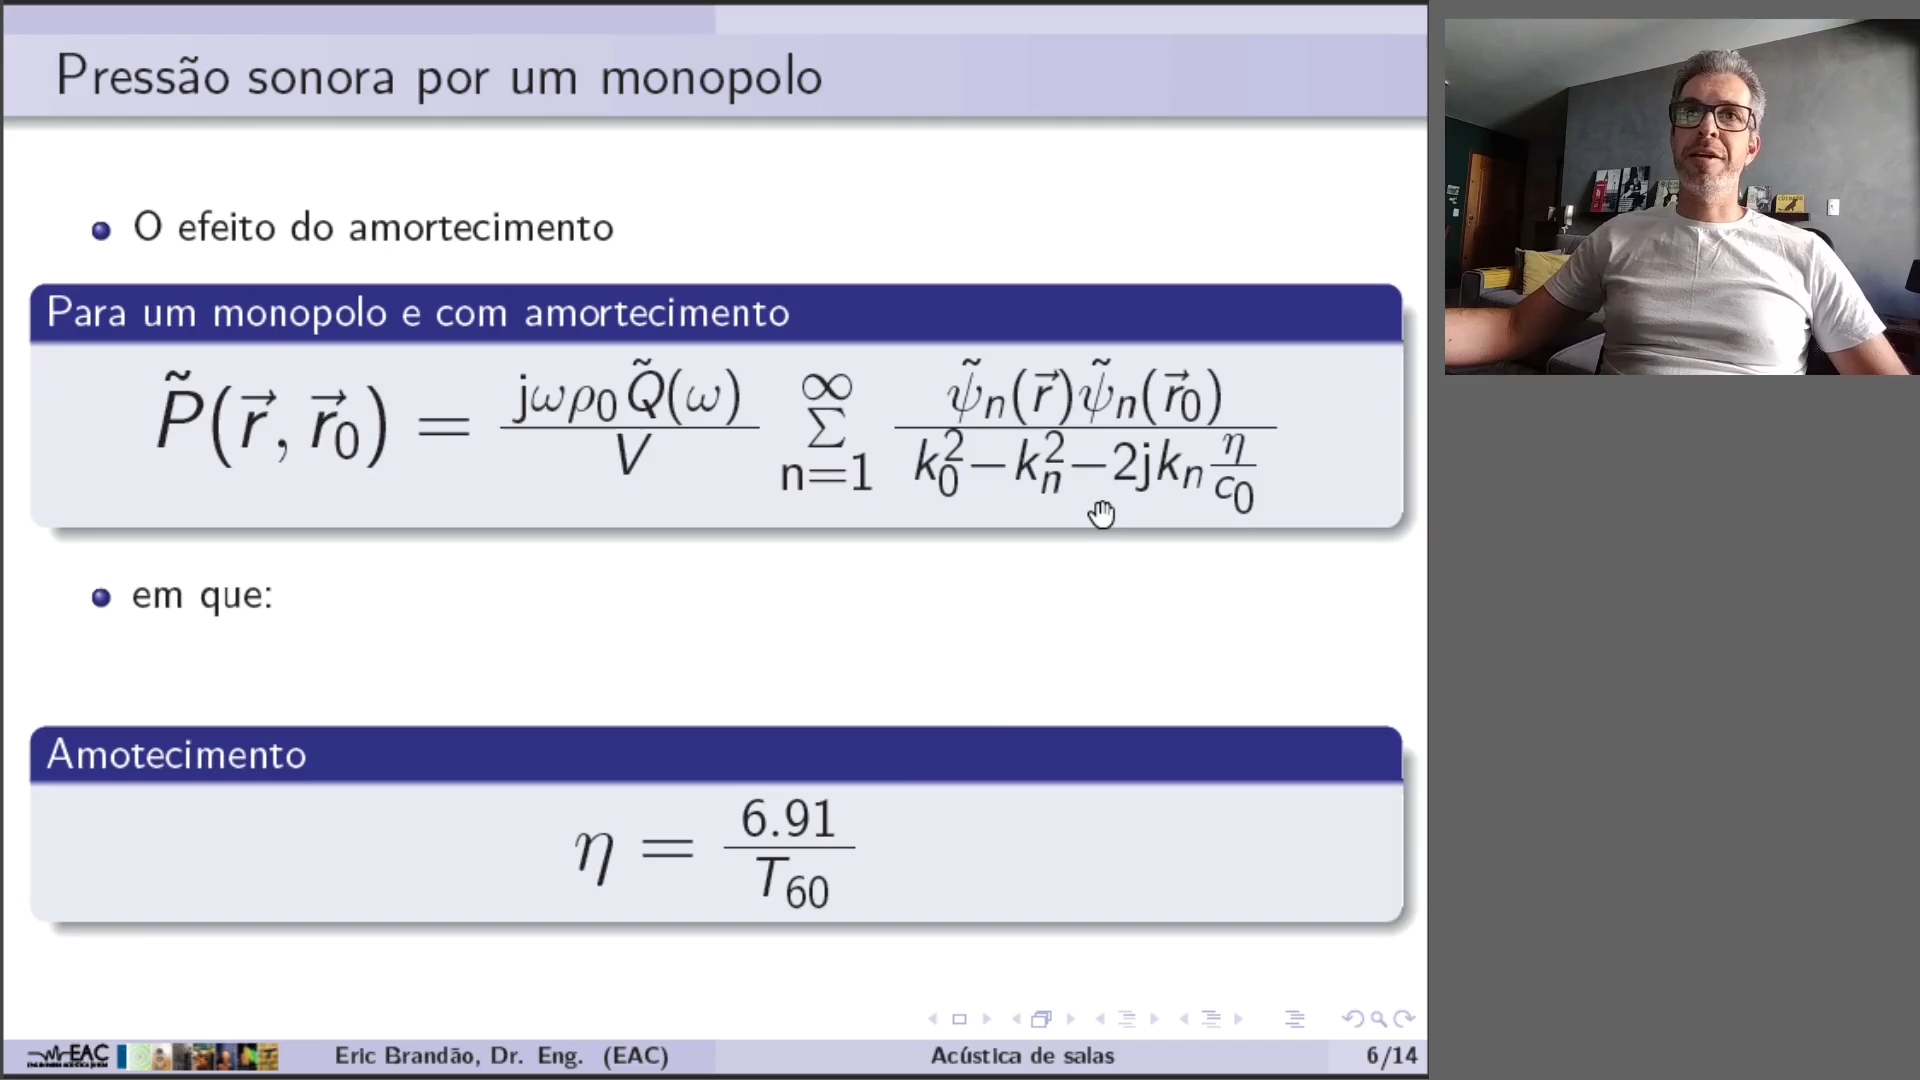 Pressão sonora por um monopolo
O efeito do amortecimento
Para um monopolo e com amortecimento
P̃(r⃗, r⃗₀) = jωρ₀Q̃(ω) / V ∑ n=1 ∞ ψ̃ₙ(r⃗)ψ̃ₙ(r⃗₀) / k₀²−kₙ²−2jkₙ η/c₀
em que:
Amotecimento
η = 6.91 / T₆₀
EAC
Eric Brandão, Dr. Eng. (EAC)
Acústica de salas
6/14